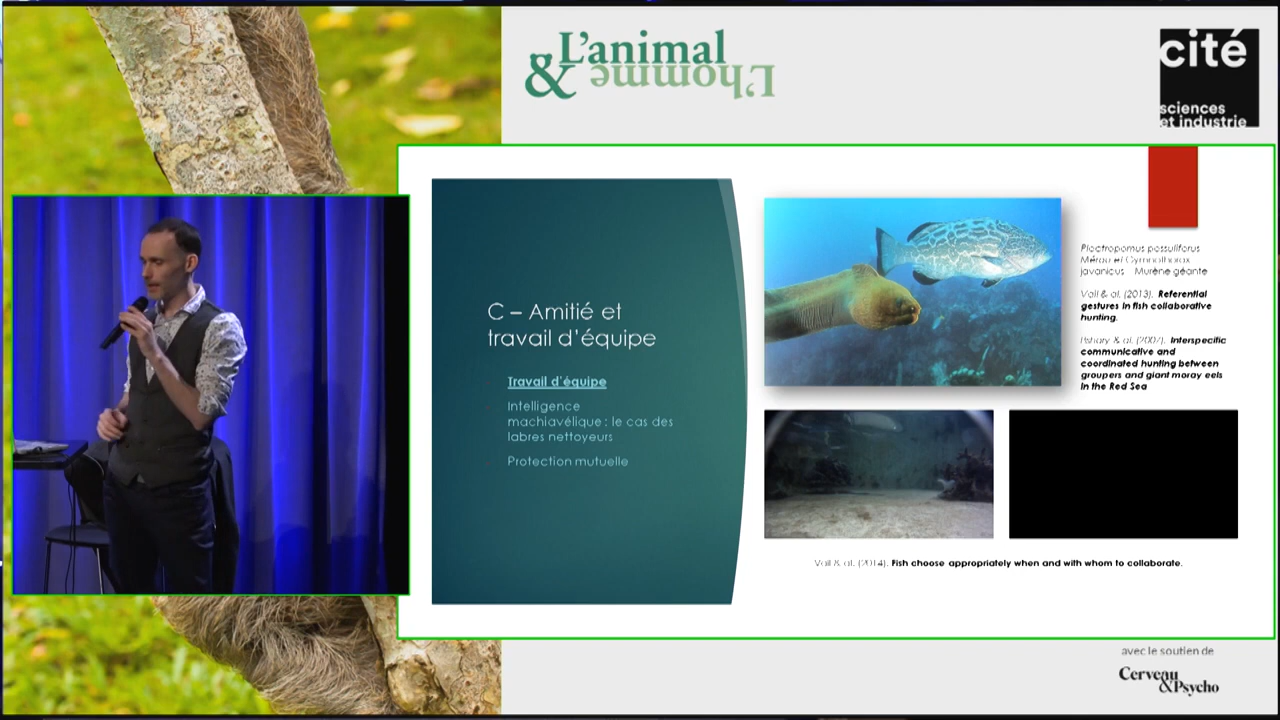 L'animal
& L'homme
cité
sciences
et industrie
C – Amitié et
travail d'équipe
Travail d'équipe
Intelligence
machiavélique : le cas des
labres nettoyeurs
Protection mutuelle
Mérou et Gymnothorax
javanicus Murène géante
Vail & al. (2013). Referential
gestures in fish collaborative
hunting.
Bshary & al. (2007). Interspecific
communicative and
coordinated hunting between
groupers and giant moray eels
in the Red Sea
Vail & al. (2014). Fish choose appropriately when and with whom to collaborate.
avec le soutien de
Cerveau
&Psycho